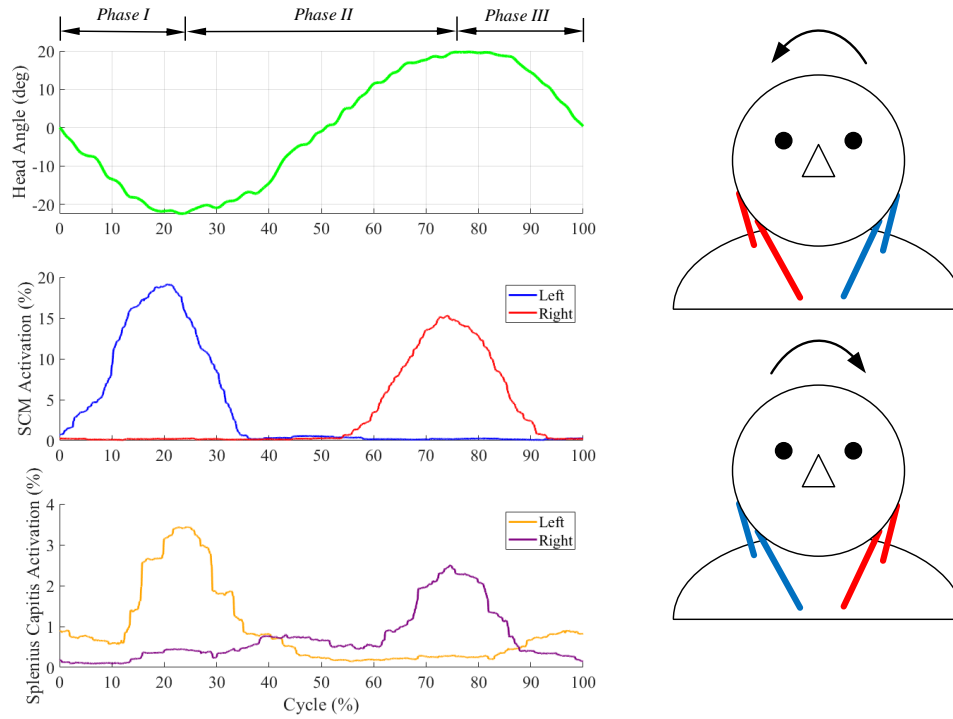 Phase I
Phase II
Phase III
Head Angle (deg)
20
10
0
-10
-20
0 10 20 30 40 50 60 70 80 90 100
SCM Activation (%)
20
15
10
5
0
Left
Right
0 10 20 30 40 50 60 70 80 90 100
Splenius Capitis Activation (%)
4
3
2
1
0
Left
Right
0 10 20 30 40 50 60 70 80 90 100
Cycle (%)